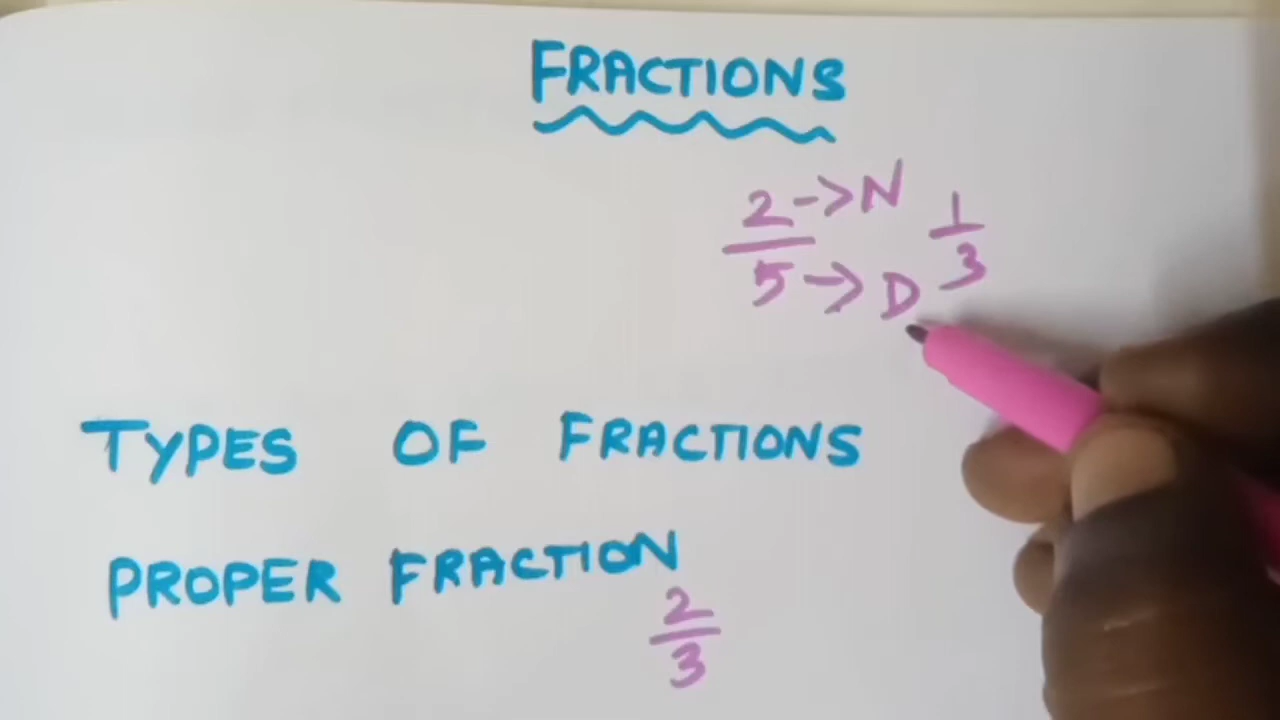 FRACTIONS
2 -> N
5 -> D
1
3
TYPES OF FRACTIONS
PROPER FRACTION
2
3